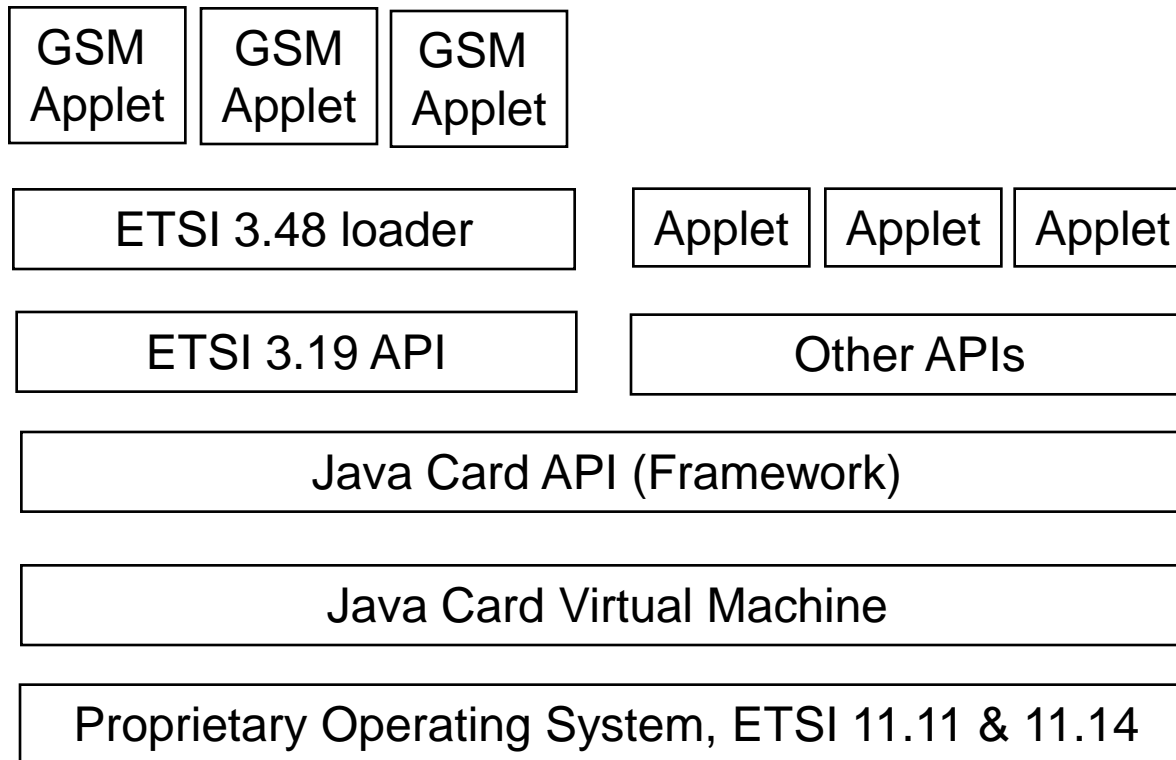 GSM
Applet
GSM
Applet
GSM
Applet
ETSI 3.48 loader
Applet
Applet
Applet
ETSI 3.19 API
Other APIs
Java Card API (Framework)
Java Card Virtual Machine
Proprietary Operating System, ETSI 11.11 & 11.14